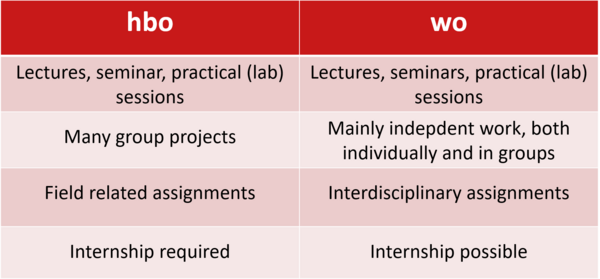 hbo
wo
Lectures, seminar, practical (lab)
sessions
Lectures, seminars, practical (lab)
sessions
Many group projects
Mainly indepdent work, both
individually and in groups
Field related assignments
Interdisciplinary assignments
Internship required
Internship possible